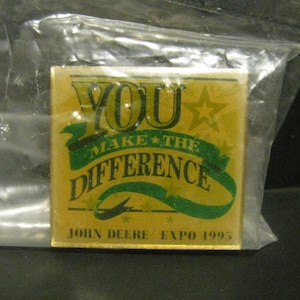 YOU
MAKE★THE
DIFFERENCE
JOHN DEERE EXPO 1995